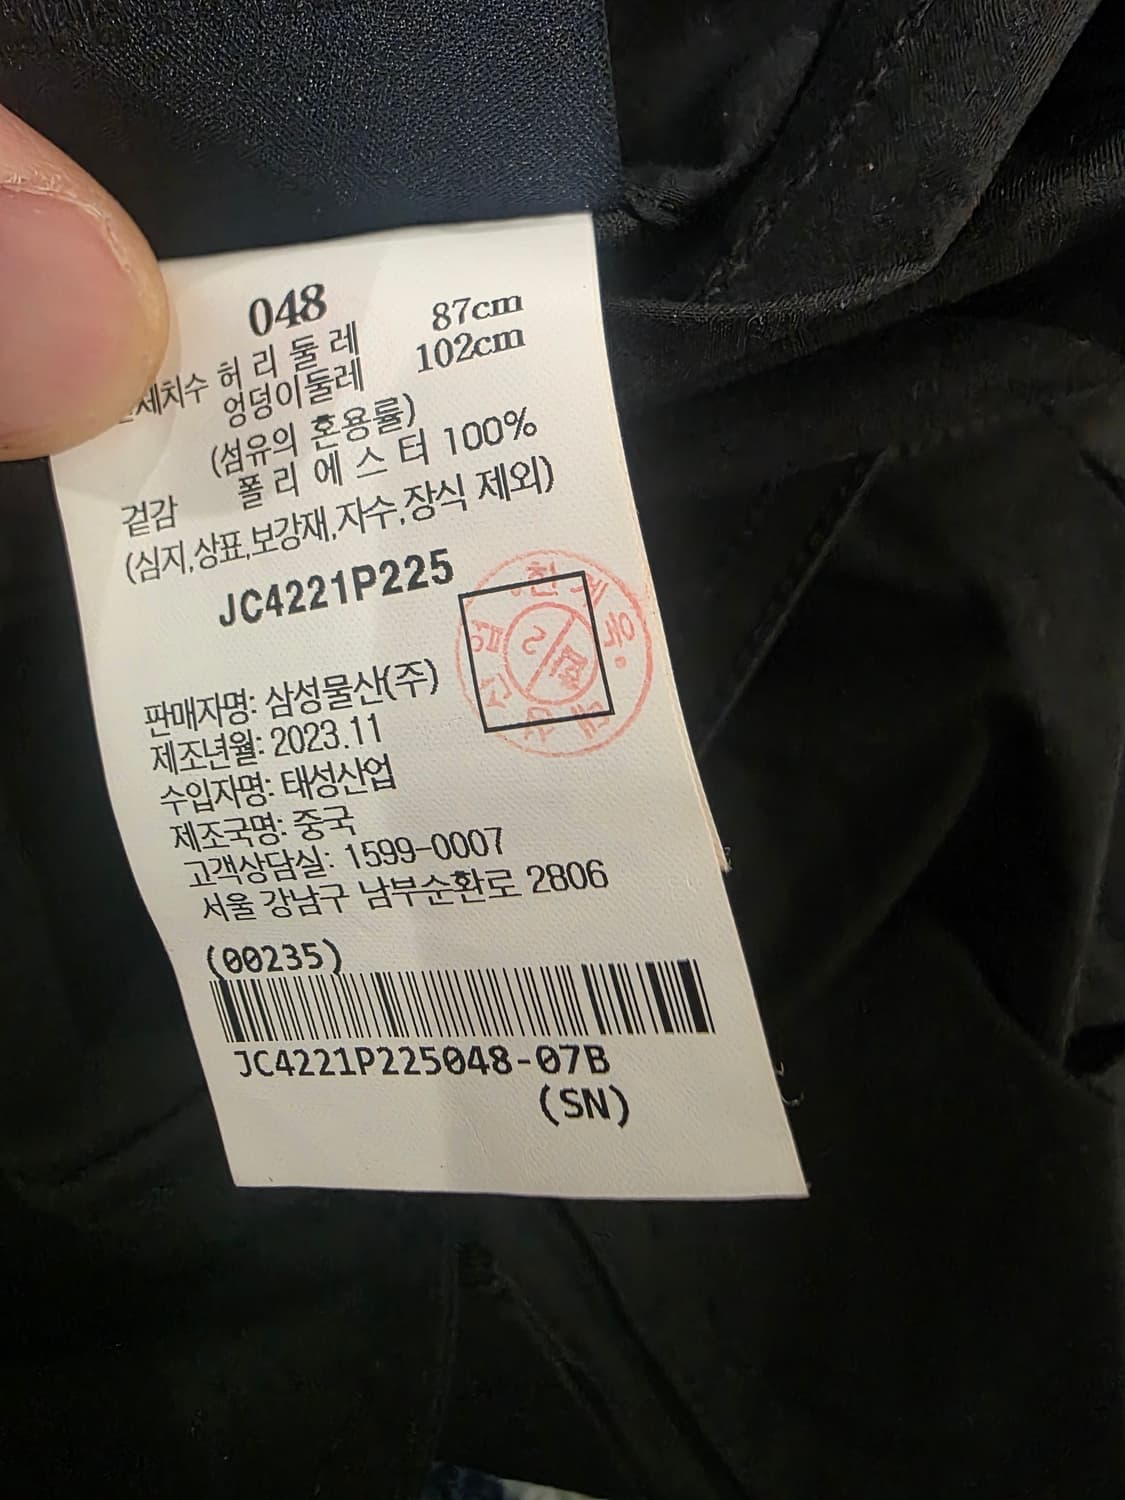 048
허리둘레 87cm
세치수 엉덩이둘레 102cm
(섬유의 혼용률)
겉감 폴리에스터 100%
(심지,상표,보강재,자수,장식 제외)
JC4221P225
판매자명: 삼성물산(주)
제조년월: 2023.11
수입자명: 태성산업
제조국명: 중국
고객상담실: 1599-0007
서울 강남구 남부순환로 2806
(00235)
JC4221P225048-07B
(SN)